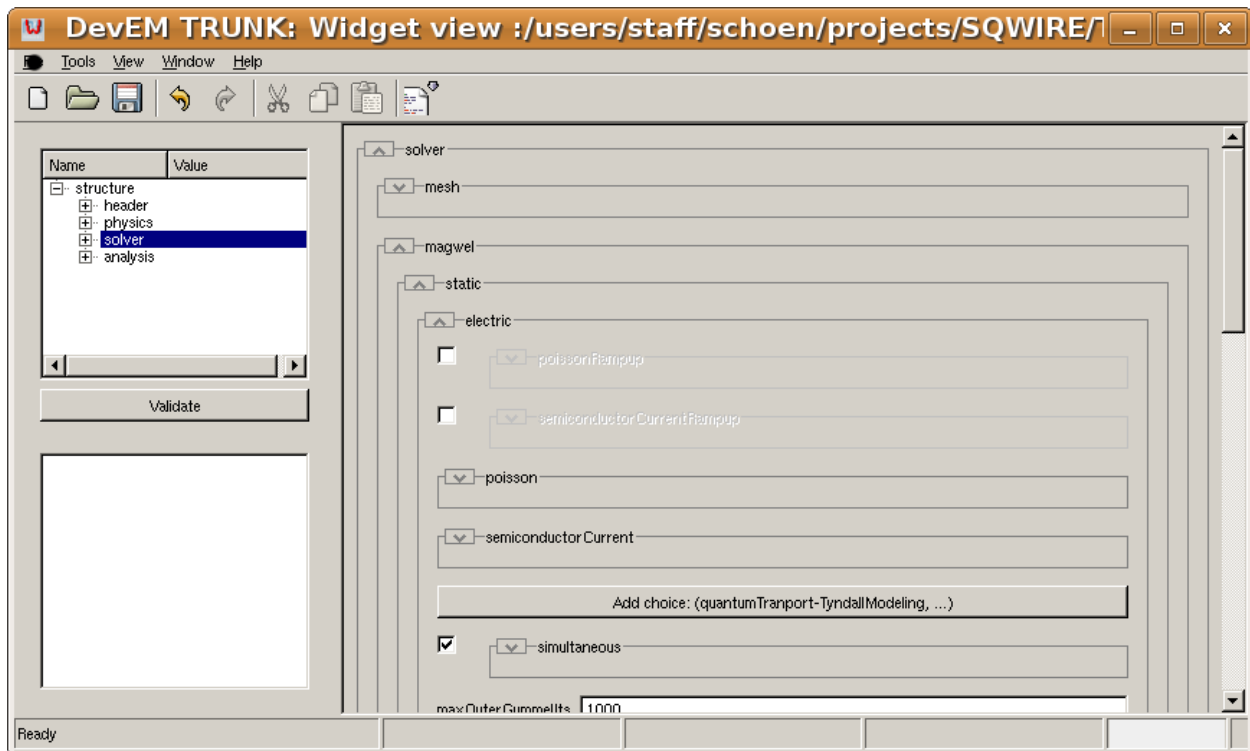 DevEM TRUNK: Widget view :/users/staff/schoen/projects/SQWIRE/T
Tools View Window Help
Name Value
structure
header
physics
solver
analysis
Validate
solver
mesh
magwel
static
electric
poissonRampup
semiconductorCurrentRampup
poisson
semiconductorCurrent
Add choice: (quantumTranport-TyndallModeling, ...)
simultaneous
maxOuterGummelIts 1000
Ready